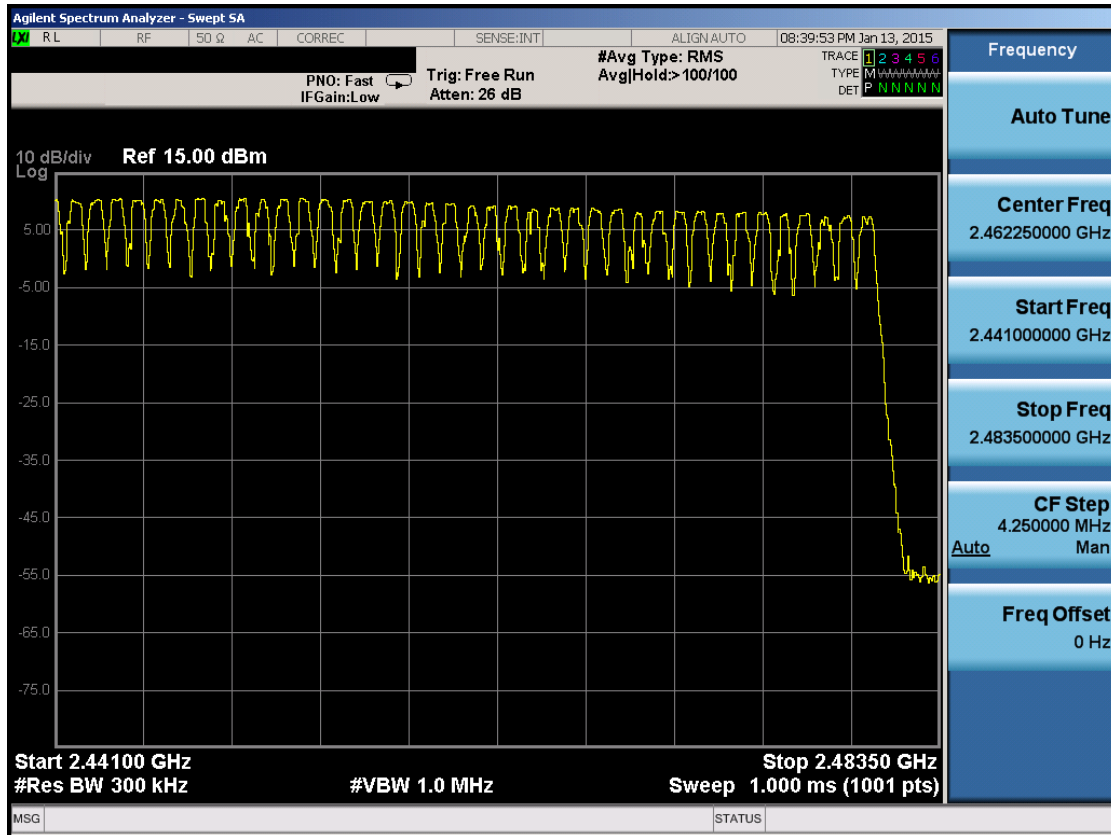 Agilent Spectrum Analyzer - Swept SA
LXI RL RF 50 Ω AC CORREC SENSE:INT ALIGN AUTO 08:39:53 PM Jan 13, 2015
PNO: Fast
IFGain:Low
Trig: Free Run
Atten: 26 dB
#Avg Type: RMS
Avg|Hold:>100/100
TRACE 1 2 3 4 5 6
TYPE M WWWWW
DET P N N N N N
10 dB/div Ref 15.00 dBm
Log
5.00
-5.00
-15.0
-25.0
-35.0
-45.0
-55.0
-65.0
-75.0
Start 2.44100 GHz Stop 2.48350 GHz
#Res BW 300 kHz #VBW 1.0 MHz Sweep 1.000 ms (1001 pts)
MSG STATUS
Frequency
Auto Tune
Center Freq
2.462250000 GHz
Start Freq
2.441000000 GHz
Stop Freq
2.483500000 GHz
CF Step
4.250000 MHz
Auto Man
Freq Offset
0 Hz